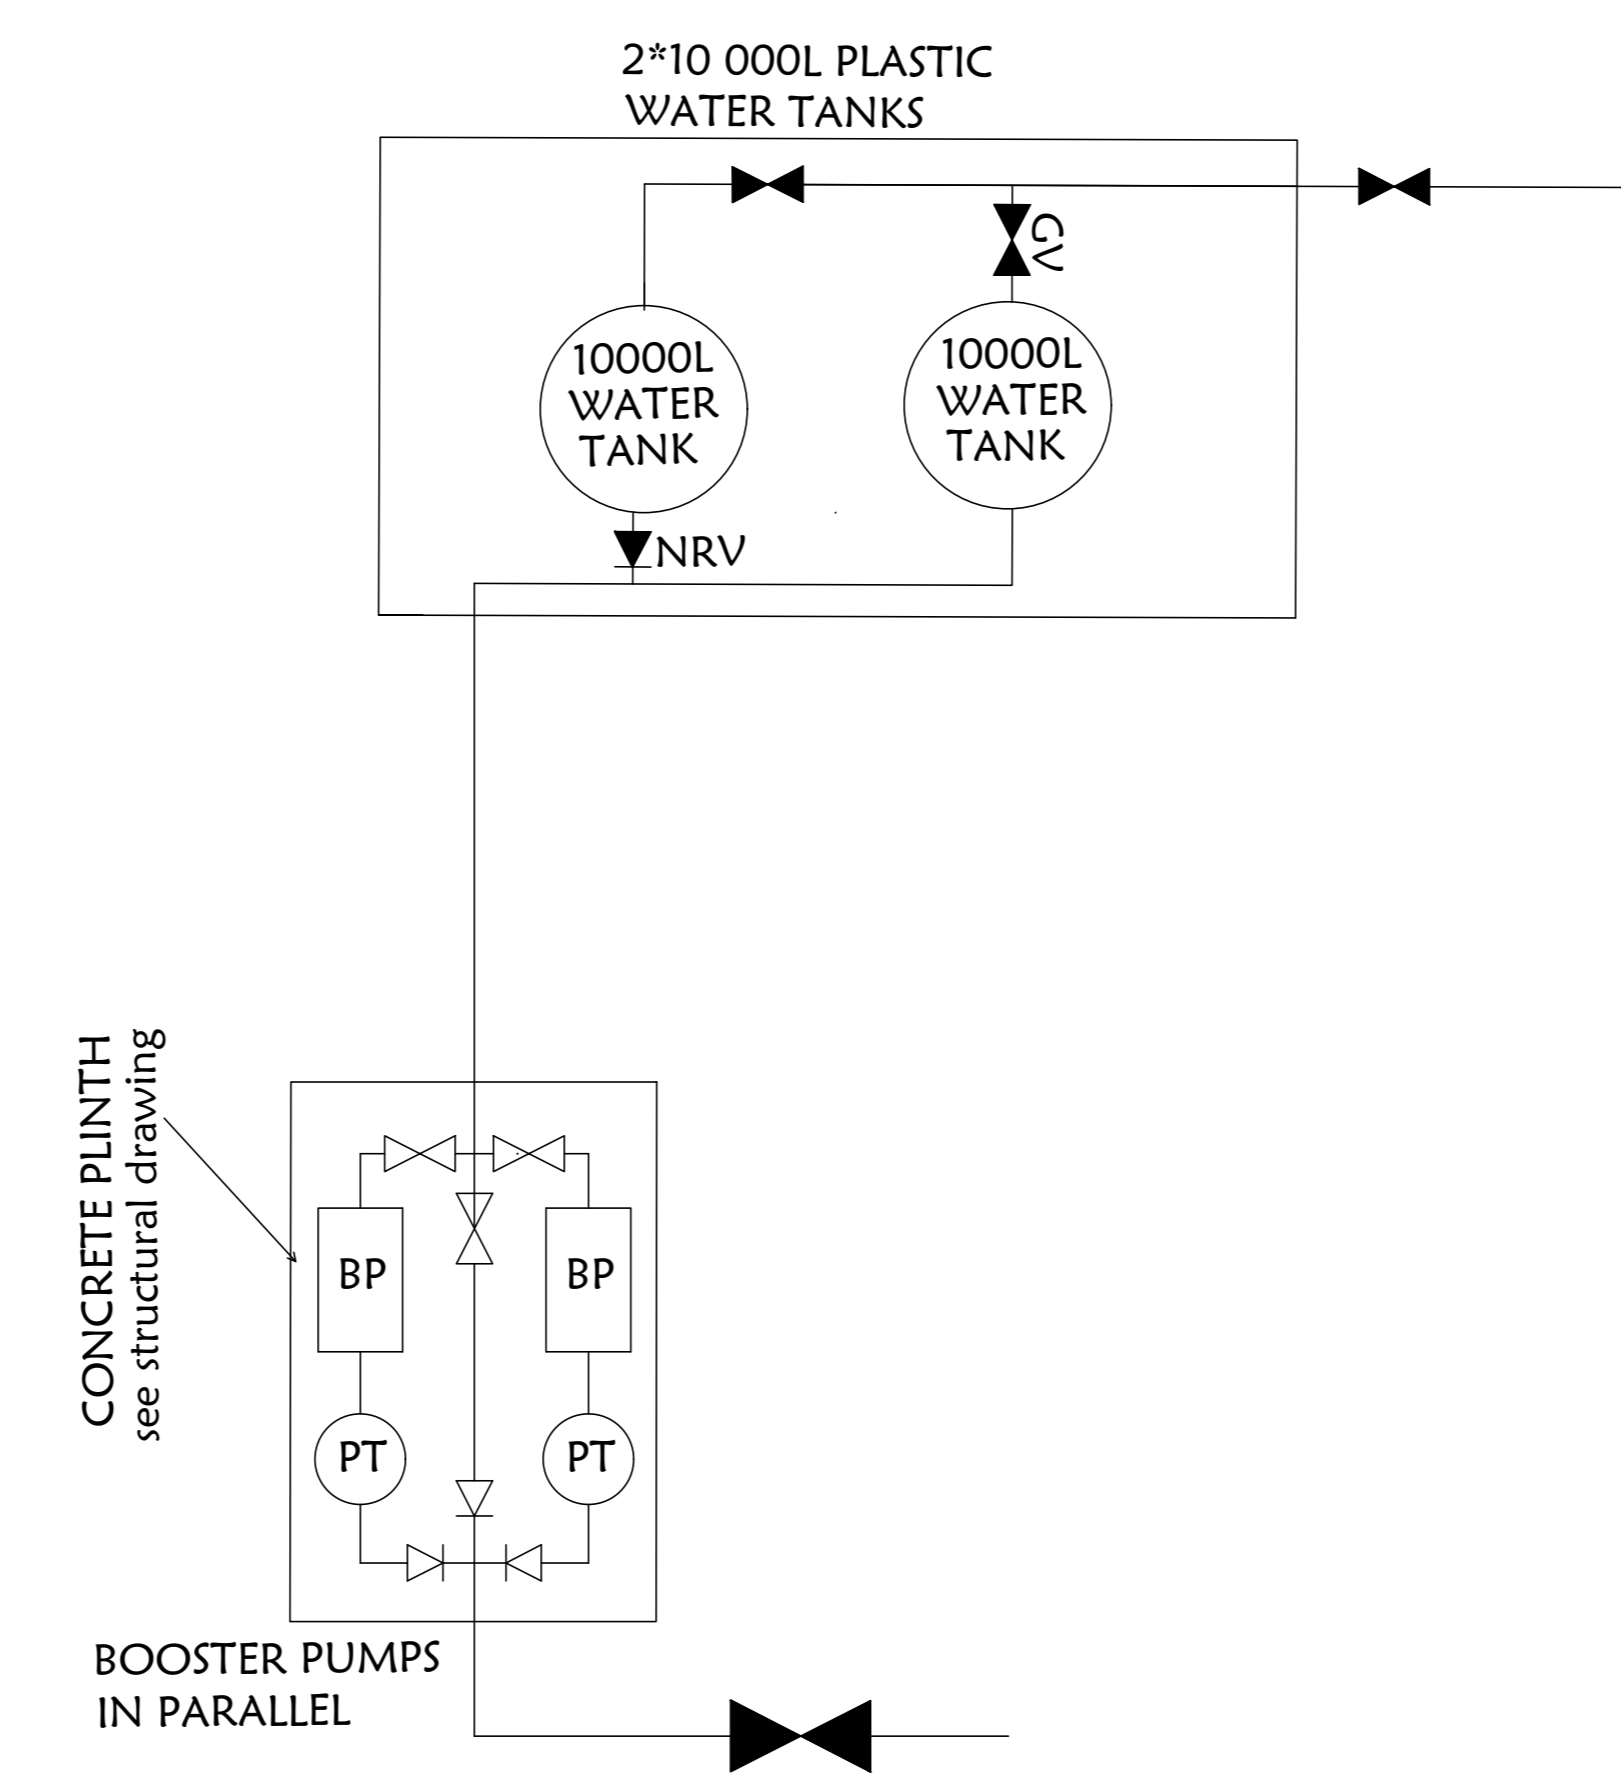 2*10 000L PLASTIC
WATER TANKS
GV
10000L
WATER
TANK
10000L
WATER
TANK
NRV
CONCRETE PLINTH
see structural drawing
BP
BP
PT
PT
BOOSTER PUMPS
IN PARALLEL